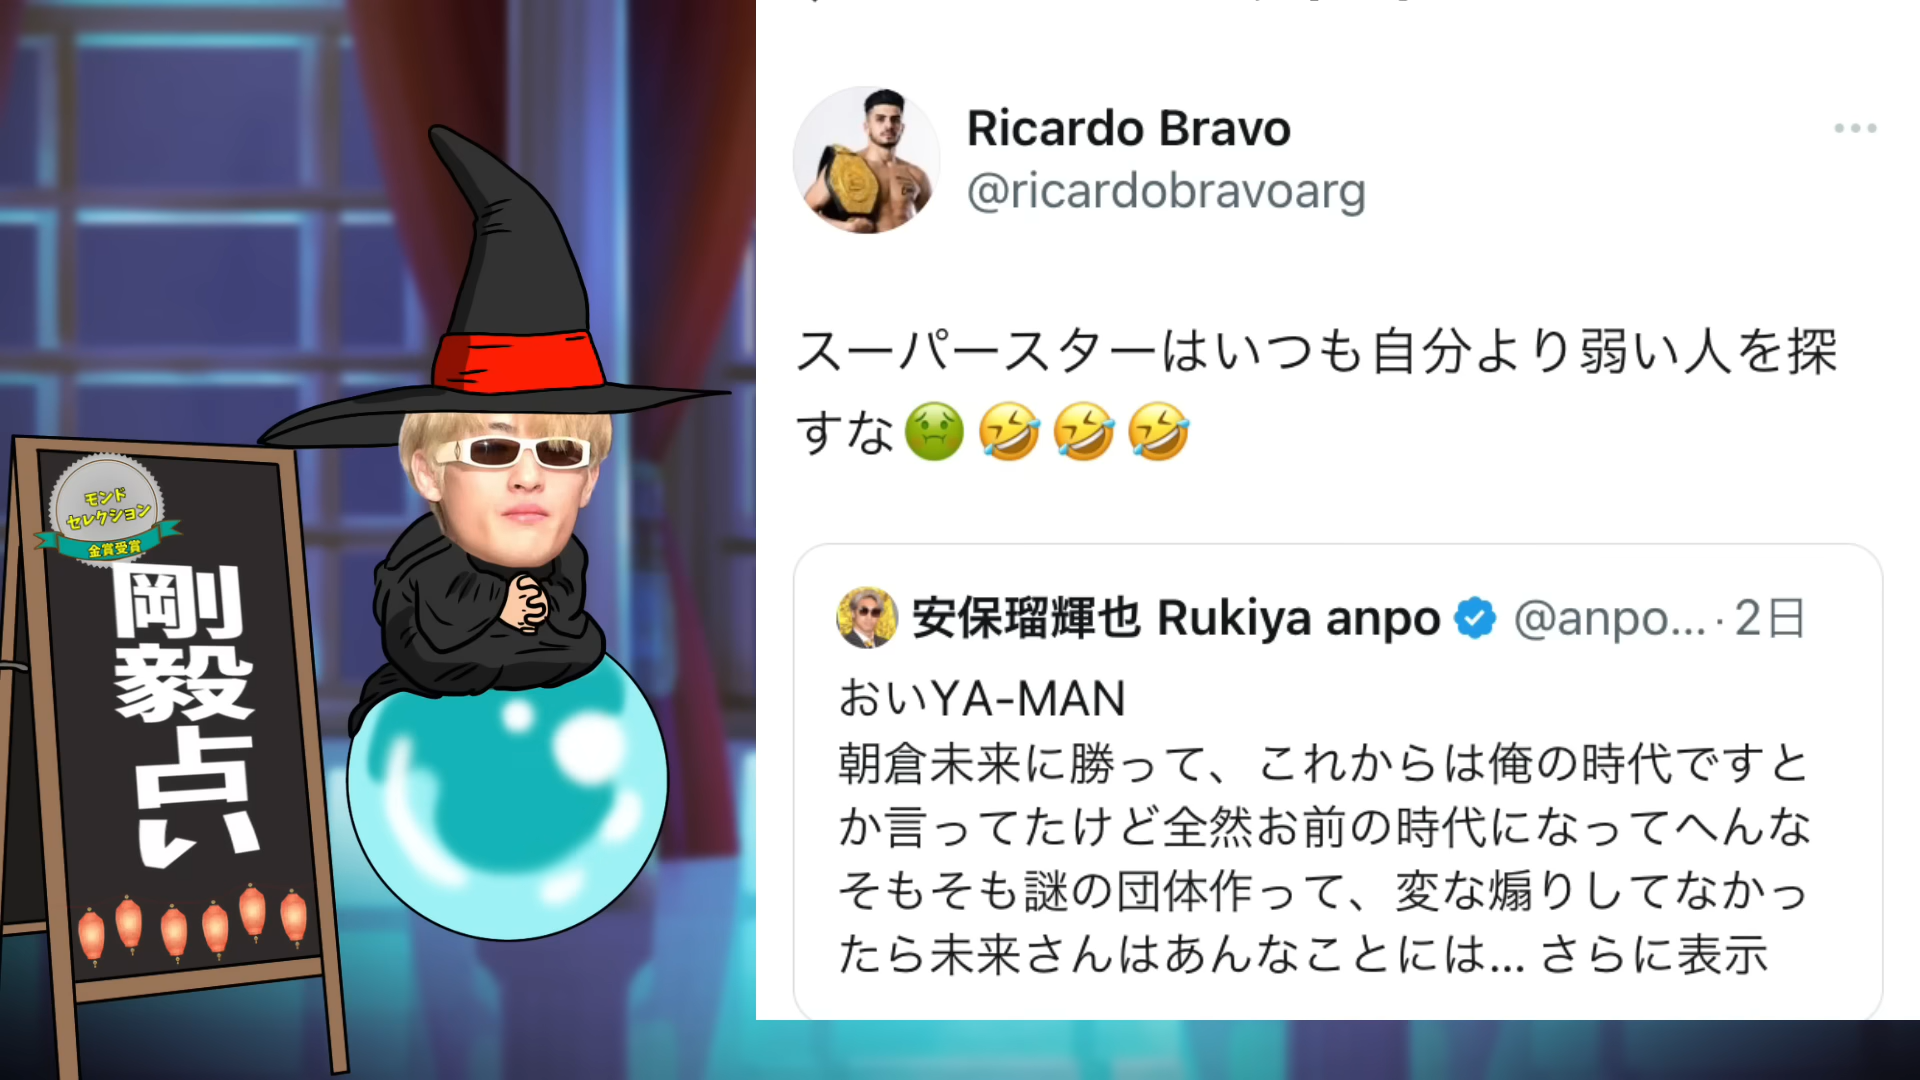 モンド
セレクション
金賞受賞
剛毅占い
Ricardo Bravo
@ricardobravoarg
スーパースターはいつも自分より弱い人を探
すな🤢🤣🤣🤣
安保瑠輝也 Rukiya anpo @anpo... · 2日
おいYA-MAN
朝倉未来に勝って、これからは俺の時代ですと
か言ってたけど全然お前の時代になってへんな
そもそも謎の団体作って、変な煽りしてなかっ
たら未来さんはあんなことには... さらに表示